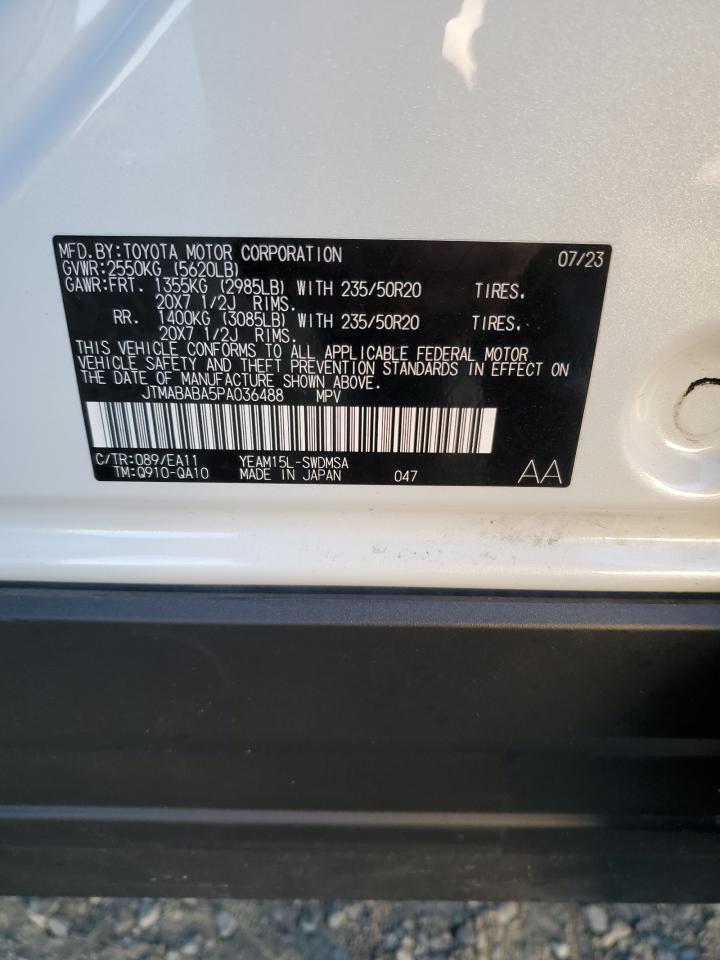 MFD.BY:TOYOTA MOTOR CORPORATION 07/23
GVWR:2550KG (5620LB)
GAWR:FRT. 1355KG (2985LB) WITH 235/50R20 TIRES,
20X7 1/2J RIMS.
RR. 1400KG (3085LB) WITH 235/50R20 TIRES,
20X7 1/2J RIMS.
THIS VEHICLE CONFORMS TO ALL APPLICABLE FEDERAL MOTOR
VEHICLE SAFETY AND THEFT PREVENTION STANDARDS IN EFFECT ON
THE DATE OF MANUFACTURE SHOWN ABOVE.
JTMABABA5PA036488 MPV
C/TR:089/EA11 YEAM15L-SWDMSA
TM:Q910-QA10 MADE IN JAPAN 047 AA